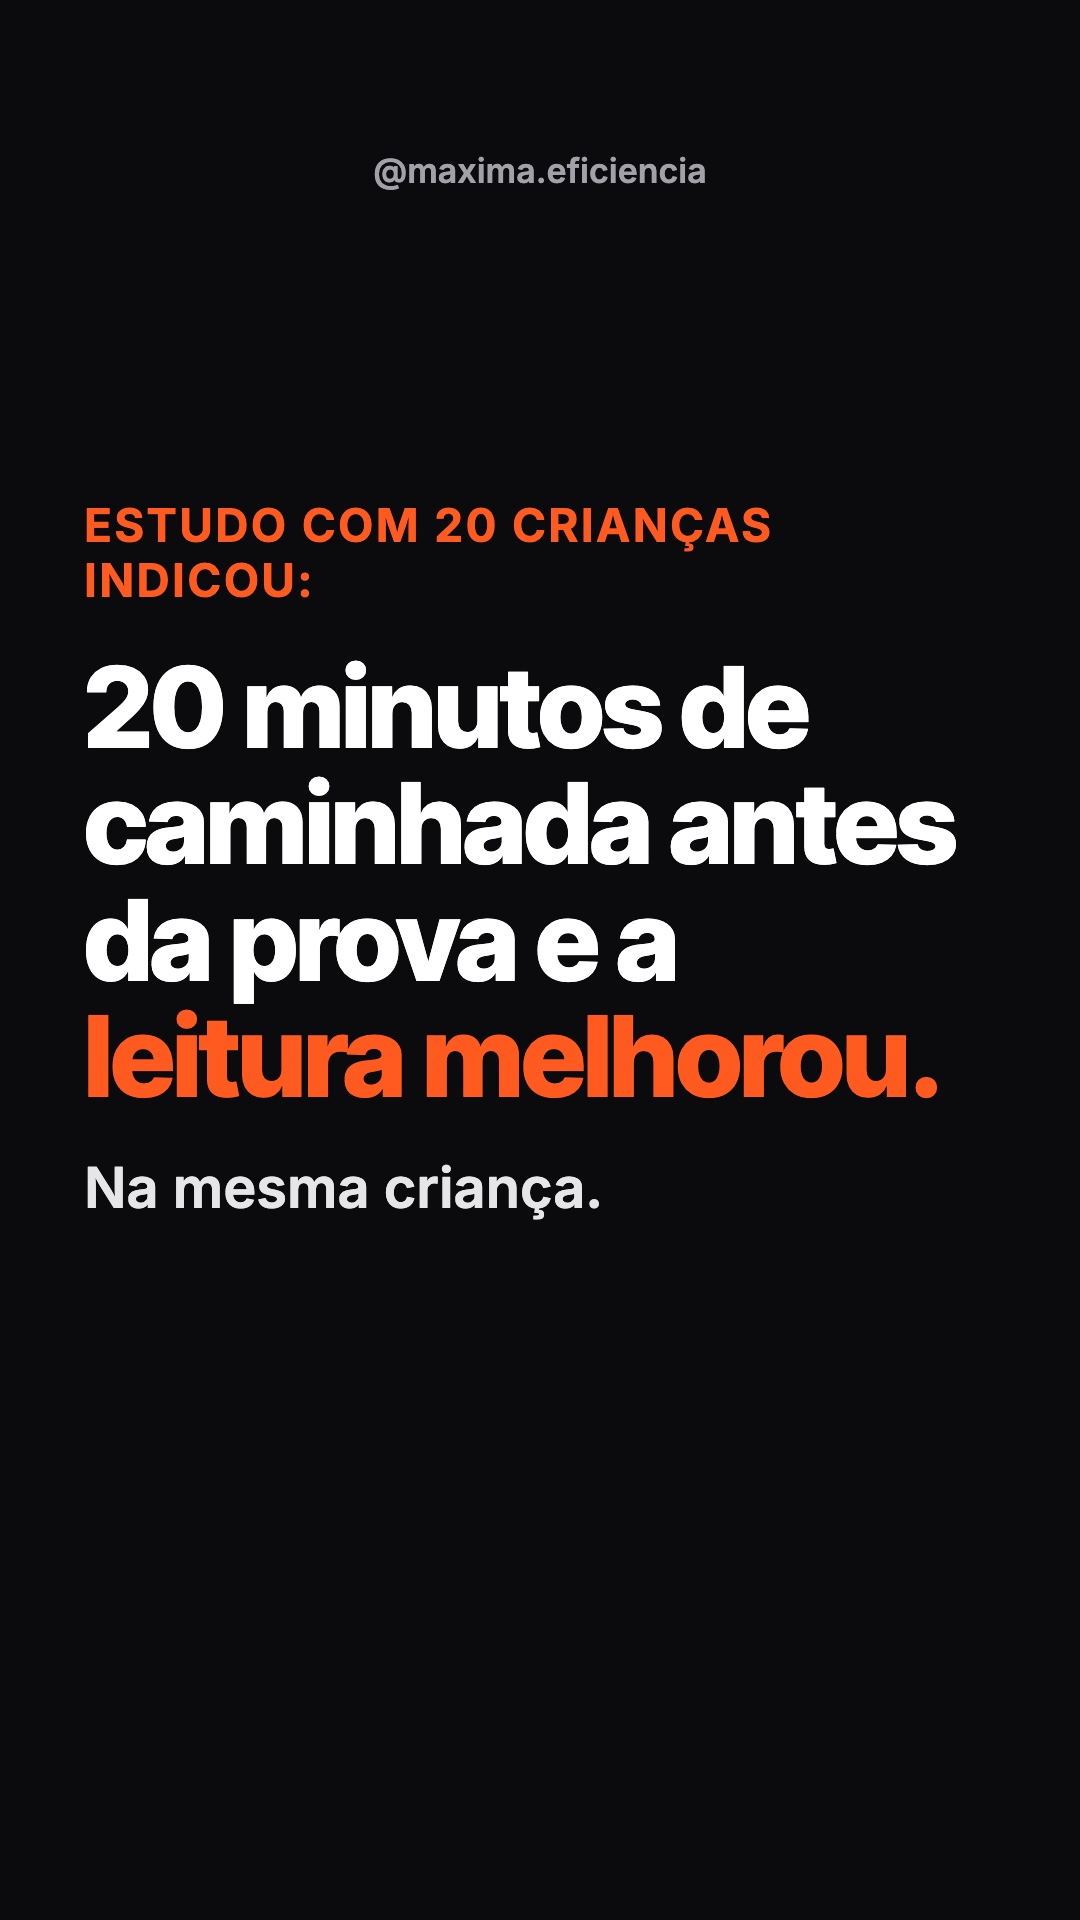 @maxima.eficiencia
ESTUDO COM 20 CRIANÇAS
INDICOU:
20 minutos de
caminhada antes
da prova e a
leitura melhorou.
Na mesma criança.